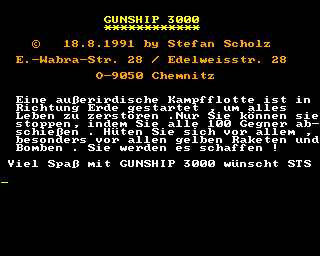 GUNSHIP 3000
************
© 18.8.1991 by Stefan Scholz
E.-Wabra-Str. 28 / Edelweisstr. 28
O-9050 Chemnitz
Eine außerirdische Kampfflotte ist in
Richtung Erde gestartet , um alles
Leben zu zerstören .Nur Sie können sie
stoppen, indem Sie alle 100 Gegner ab-
schießen . Hüten Sie sich vor allem ,
besonders vor allen gelben Raketen und
Bomben . Sie werden es schaffen !
Viel Spaß mit GUNSHIP 3000 wünscht STS